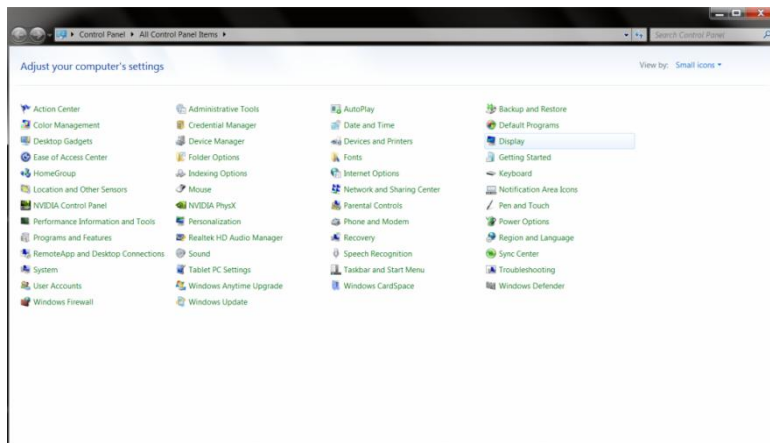 Control Panel All Control Panel Items
Search Control Panel
Adjust your computer's settings
View by: Small icons
Action Center Administrative Tools AutoPlay Backup and Restore
Color Management Credential Manager Date and Time Default Programs
Desktop Gadgets Device Manager Devices and Printers Display
Ease of Access Center Folder Options Fonts Getting Started
HomeGroup Indexing Options Internet Options Keyboard
Location and Other Sensors Mouse Network and Sharing Center Notification Area Icons
NVIDIA Control Panel NVIDIA PhysX Parental Controls Pen and Touch
Performance Information and Tools Personalization Phone and Modem Power Options
Programs and Features Realtek HD Audio Manager Recovery Region and Language
RemoteApp and Desktop Connections Sound Speech Recognition Sync Center
System Tablet PC Settings Taskbar and Start Menu Troubleshooting
User Accounts Windows Anytime Upgrade Windows CardSpace Windows Defender
Windows Firewall Windows Update